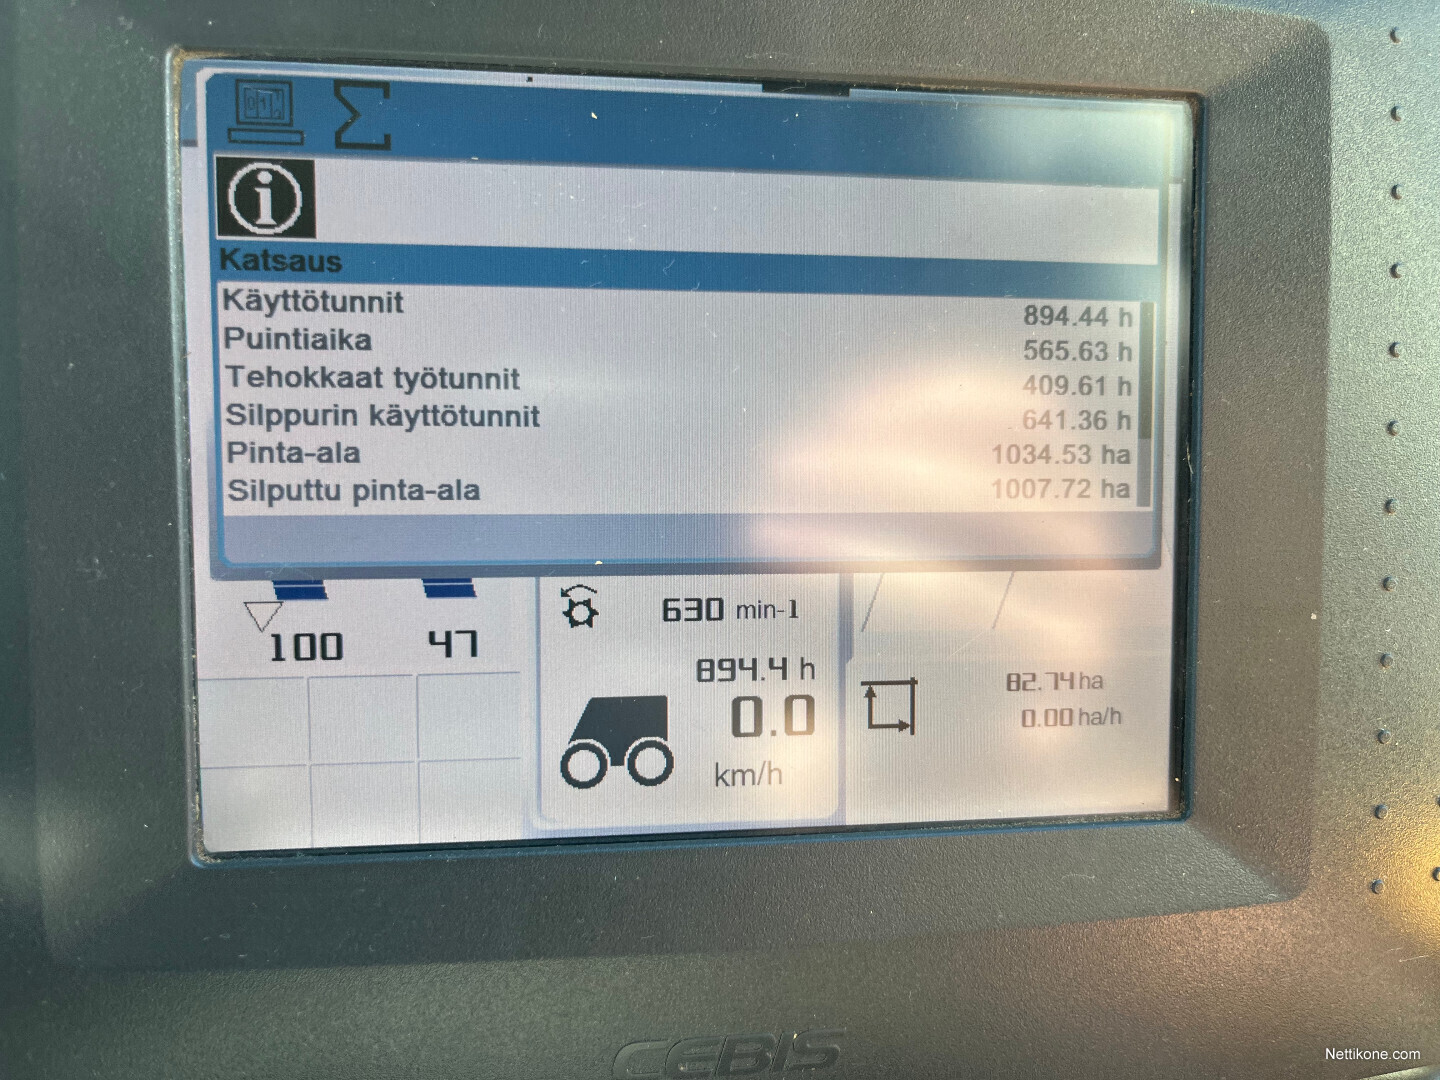 Katsaus
Käyttötunnit 894.44 h
Puintiaika 565.63 h
Tehokkaat työtunnit 409.61 h
Silppurin käyttötunnit 641.36 h
Pinta-ala 1034.53 ha
Silputtu pinta-ala 1007.72 ha
100 47
630 min-1
894.4 h
0.0
km/h
82.74 ha
0.00 ha/h
CEBIS
Nettikone.com